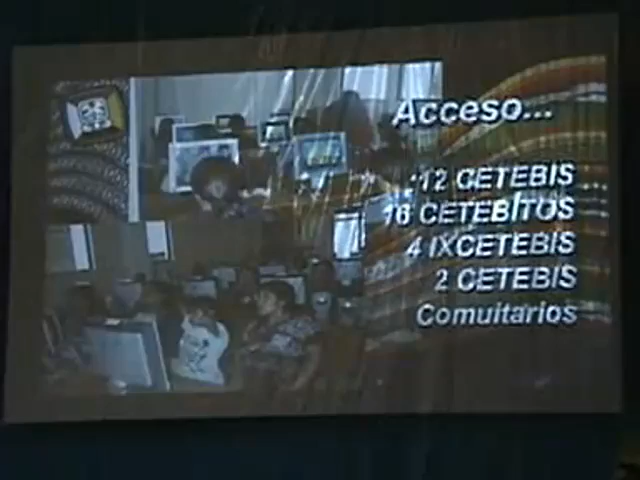 Acceso...
12 CETEBIS
16 CETEBITOS
4 IXCETEBIS
2 CETEBIS
Comuitarios